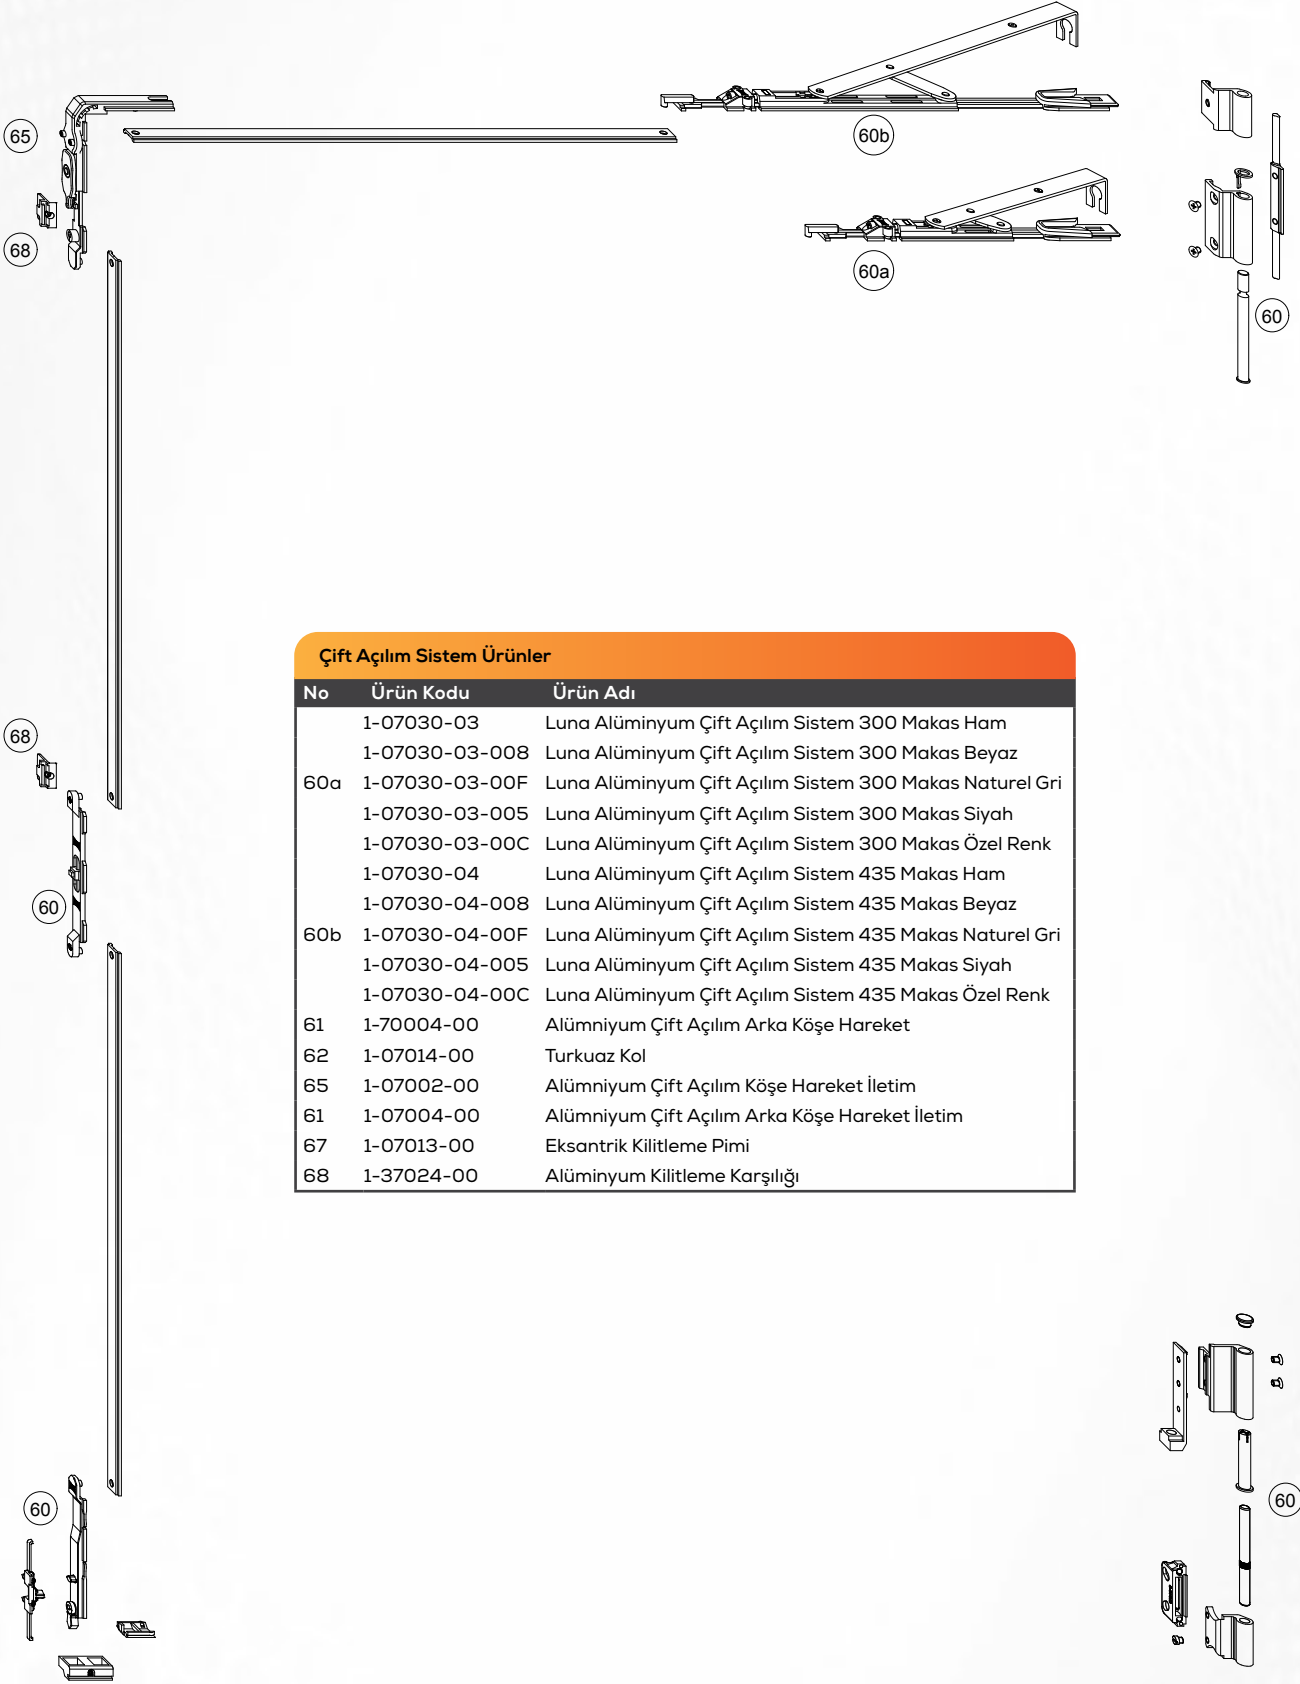 65
60b
68
60a
60
Çift Açılım Sistem Ürünler
No Ürün Kodu Ürün Adı
1-07030-03 Luna Alüminyum Çift Açılım Sistem 300 Makas Ham
1-07030-03-008 Luna Alüminyum Çift Açılım Sistem 300 Makas Beyaz
60a 1-07030-03-00F Luna Alüminyum Çift Açılım Sistem 300 Makas Naturel Gri
1-07030-03-005 Luna Alüminyum Çift Açılım Sistem 300 Makas Siyah
1-07030-03-00C Luna Alüminyum Çift Açılım Sistem 300 Makas Özel Renk
1-07030-04 Luna Alüminyum Çift Açılım Sistem 435 Makas Ham
1-07030-04-008 Luna Alüminyum Çift Açılım Sistem 435 Makas Beyaz
60b 1-07030-04-00F Luna Alüminyum Çift Açılım Sistem 435 Makas Naturel Gri
1-07030-04-005 Luna Alüminyum Çift Açılım Sistem 435 Makas Siyah
1-07030-04-00C Luna Alüminyum Çift Açılım Sistem 435 Makas Özel Renk
61 1-70004-00 Alümniyum Çift Açılım Arka Köşe Hareket
62 1-07014-00 Turkuaz Kol
65 1-07002-00 Alümniyum Çift Açılım Köşe Hareket İletim
61 1-07004-00 Alümniyum Çift Açılım Arka Köşe Hareket İletim
67 1-07013-00 Eksantrik Kilitleme Pimi
68 1-37024-00 Alüminyum Kilitleme Karşılığı
68
60
60
60